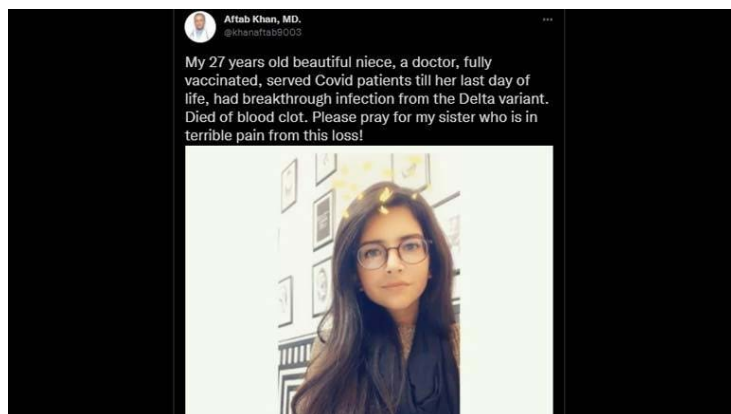 Aftab Khan, MD.
@khanaftab9003
My 27 years old beautiful niece, a doctor, fully
vaccinated, served Covid patients till her last day of
life, had breakthrough infection from the Delta variant.
Died of blood clot. Please pray for my sister who is in
terrible pain from this loss!